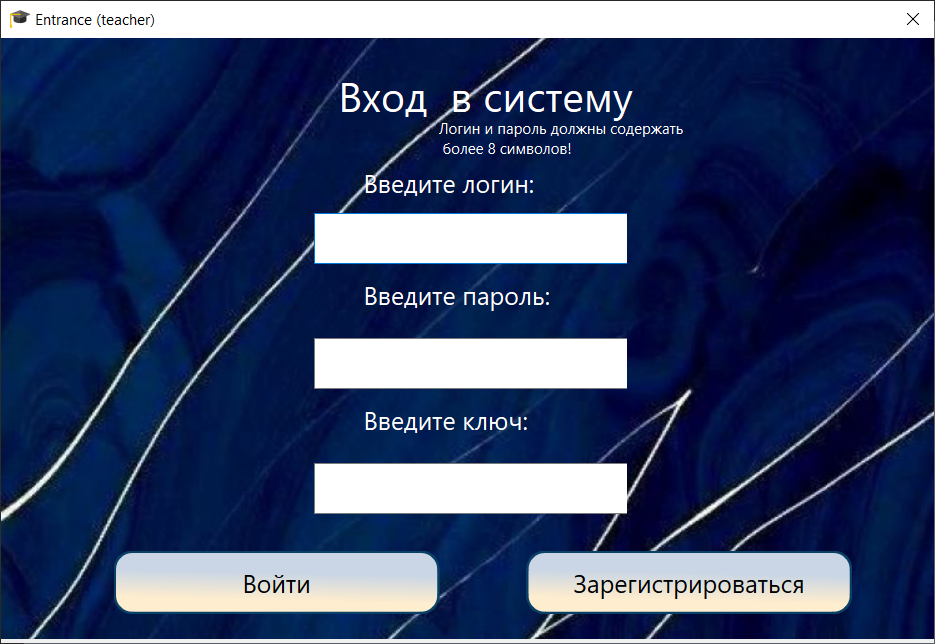 Entrance (teacher)
Вход в систему
Логин и пароль должны содержать
более 8 символов!
Введите логин:
Введите пароль:
Введите ключ:
Войти
Зарегистрироваться